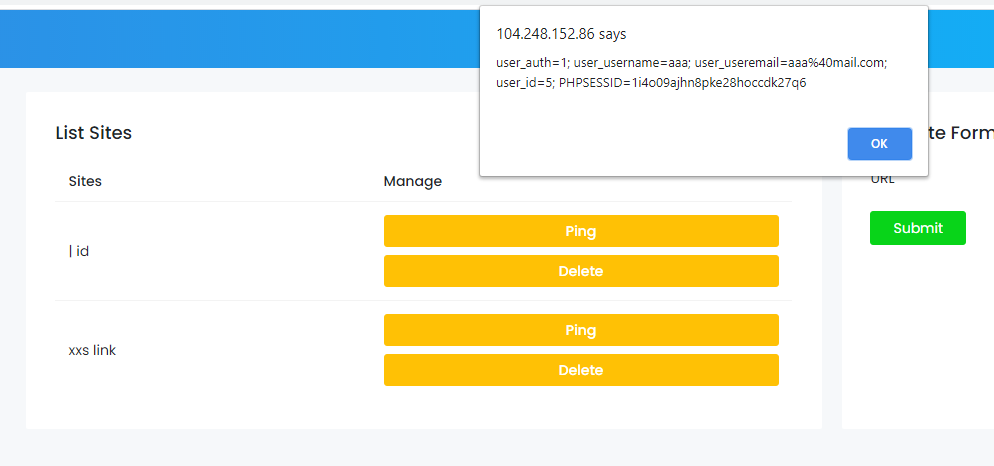 104.248.152.86 says
user_auth=1; user_username=aaa; user_useremail=aaa%40mail.com;
user_id=5; PHPSESSID=1i4o09ajhn8pke28hoccdk27q6
OK
List Sites
te Form
Sites
Manage
URL
| id
Ping
Delete
Submit
xxs link
Ping
Delete